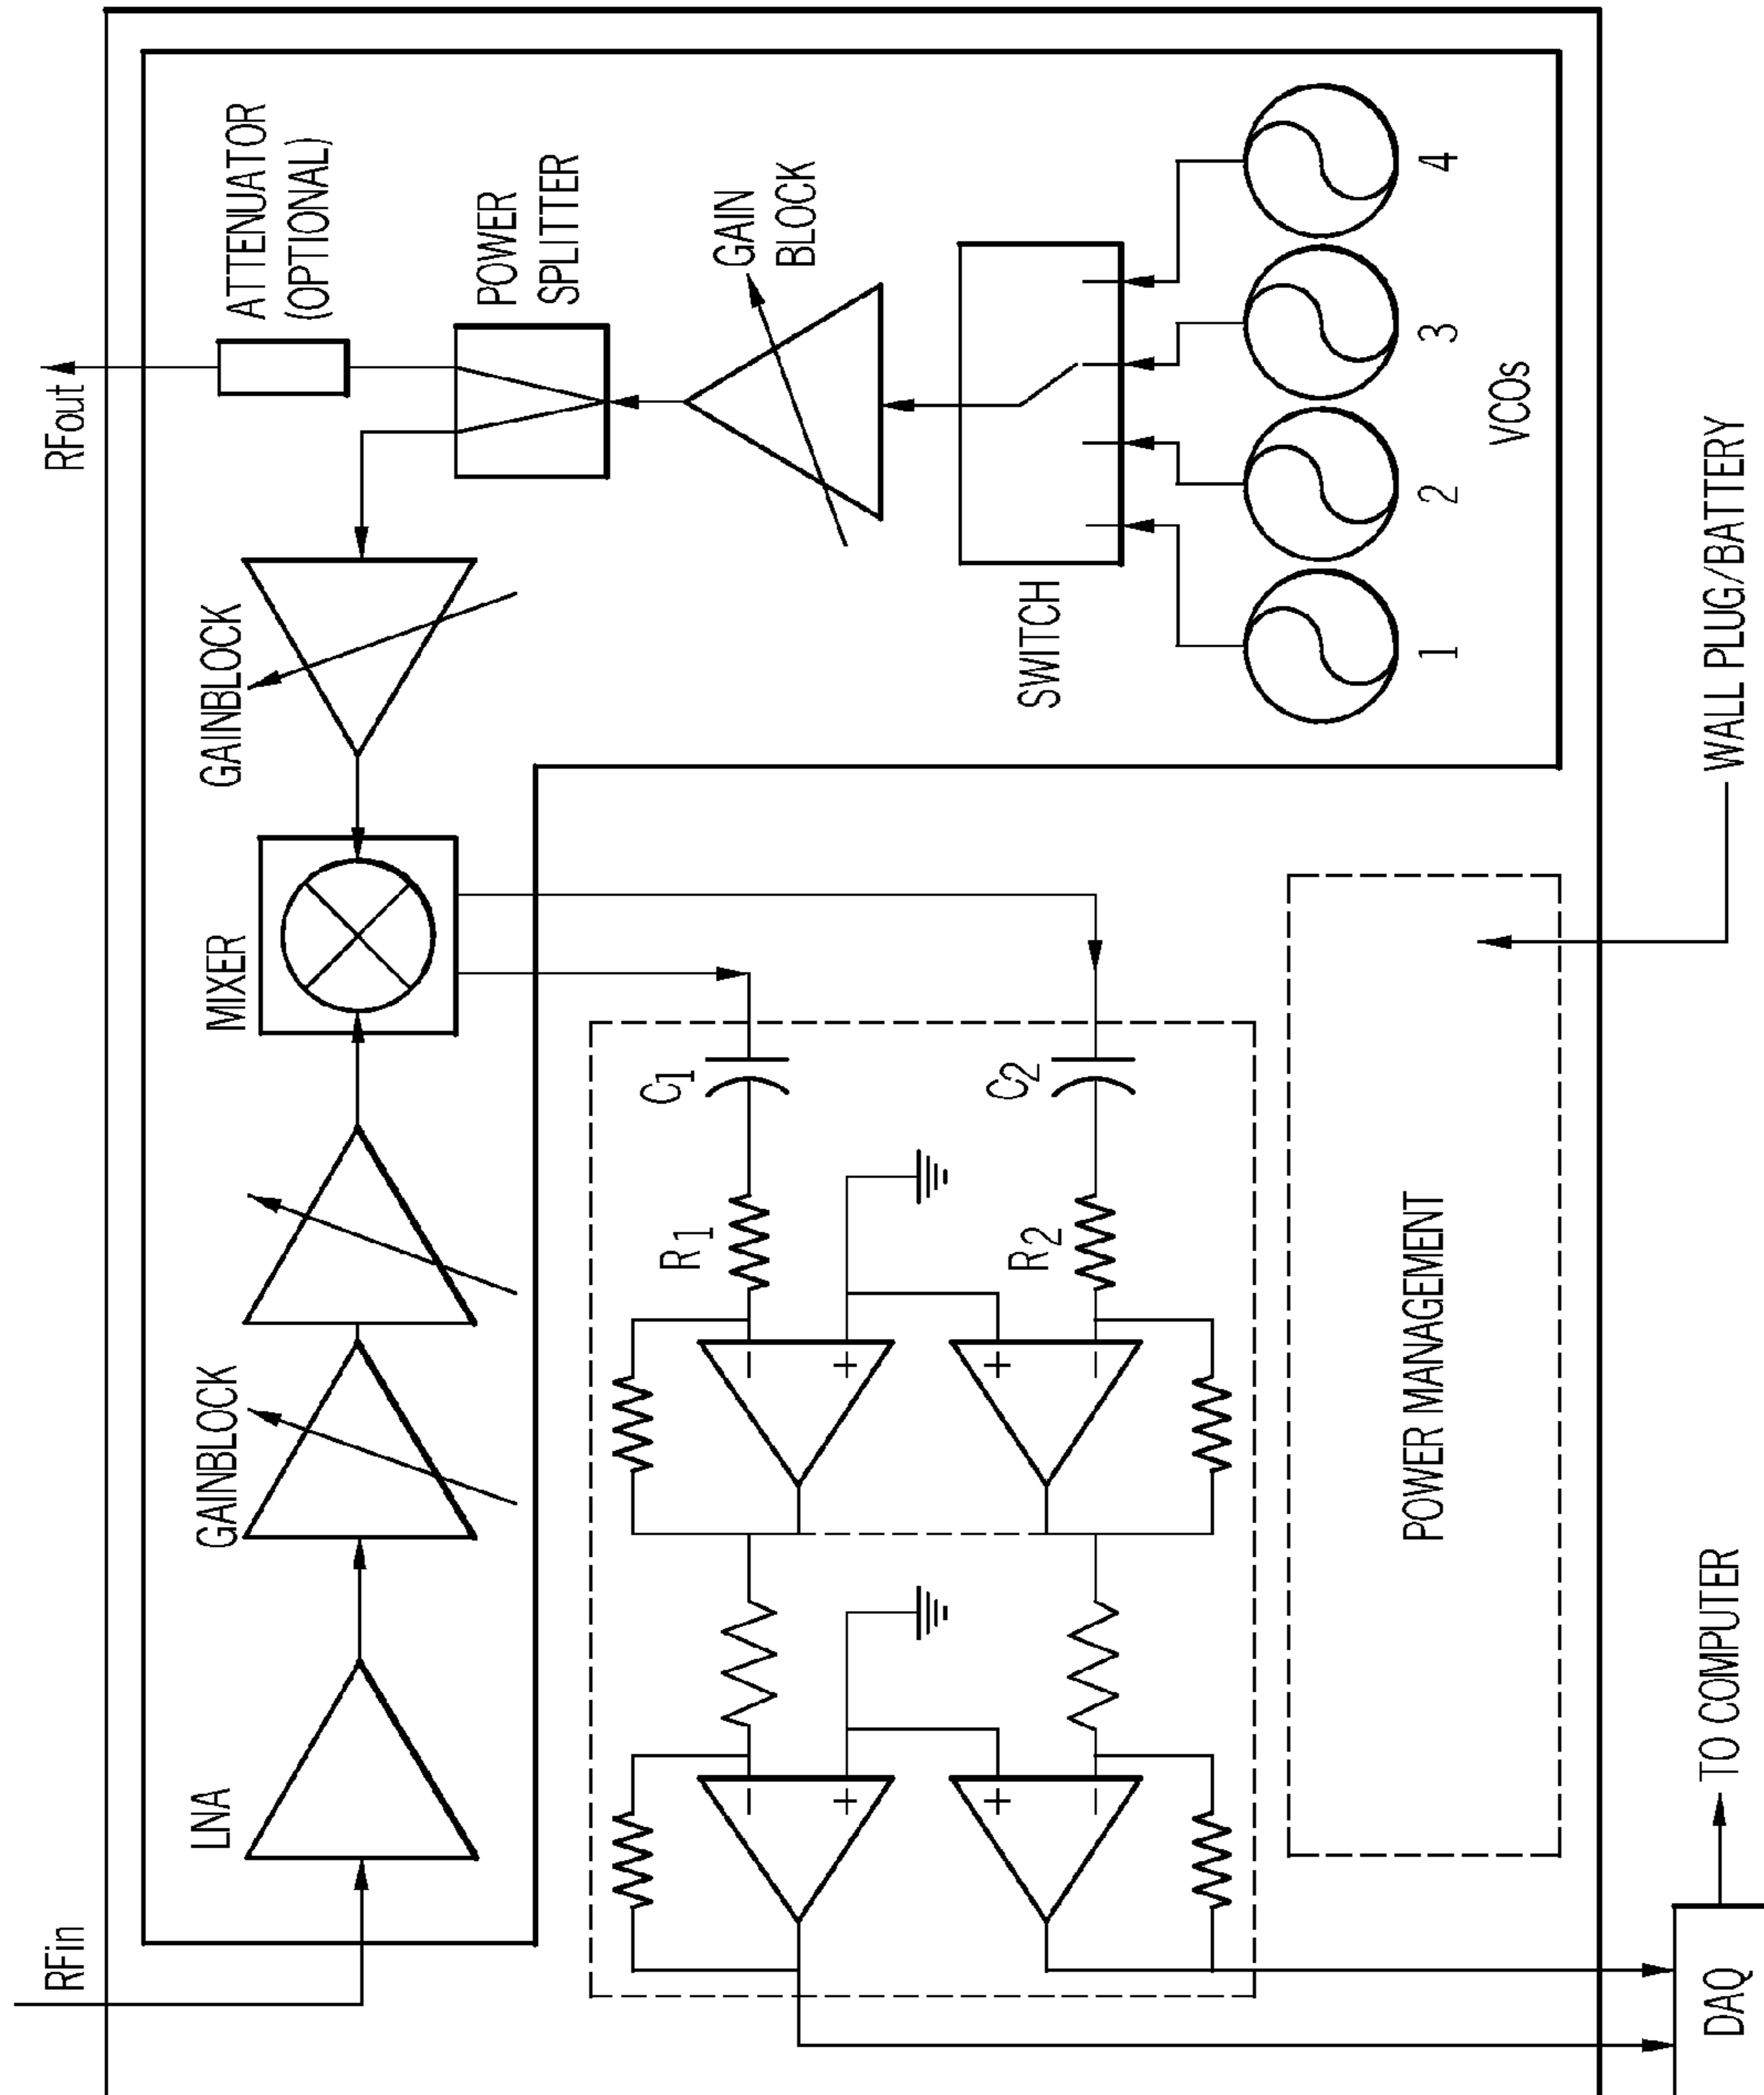 RFin
RFout
LNA
GAINBLOCK
MIXER
GAINBLOCK
ATTENUATOR
(OPTIONAL)
POWER
SPLITTER
GAIN
BLOCK
SWITCH
1
2
3
4
VCOs
C1
R1
C2
R2
−
+
+
−
−
+
+
−
POWER MANAGEMENT
WALL PLUG/BATTERY
DAQ
TO COMPUTER